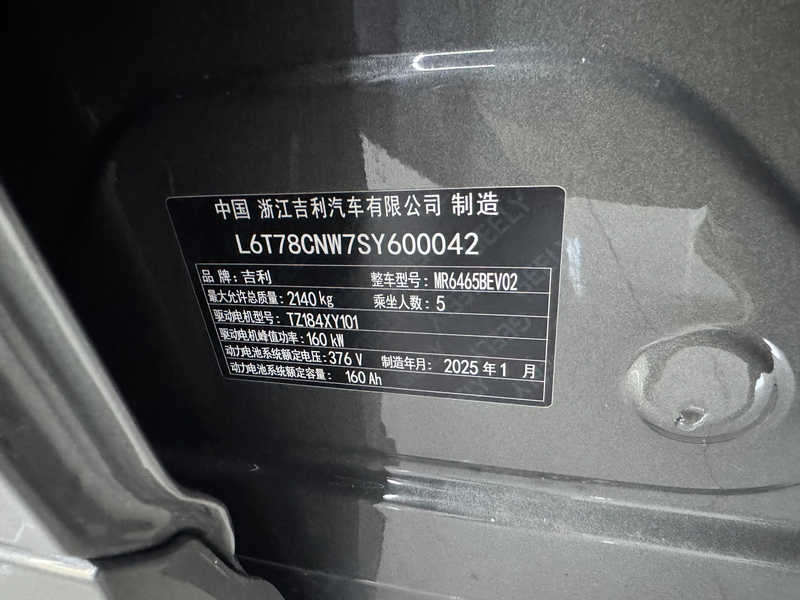 中国 浙江吉利汽车有限公司 制造
L6T78CNW7SY600042
品 牌：吉利 整车型号：MR6465BEV02
最大允许总质量：2140 kg 乘坐人数：5
驱动电机型号：TZ184XY101
驱动电机峰值功率：160 kW
动力电池系统额定电压：376 V 制造年月：2025 年 1 月
动力电池系统额定容量：160 Ah